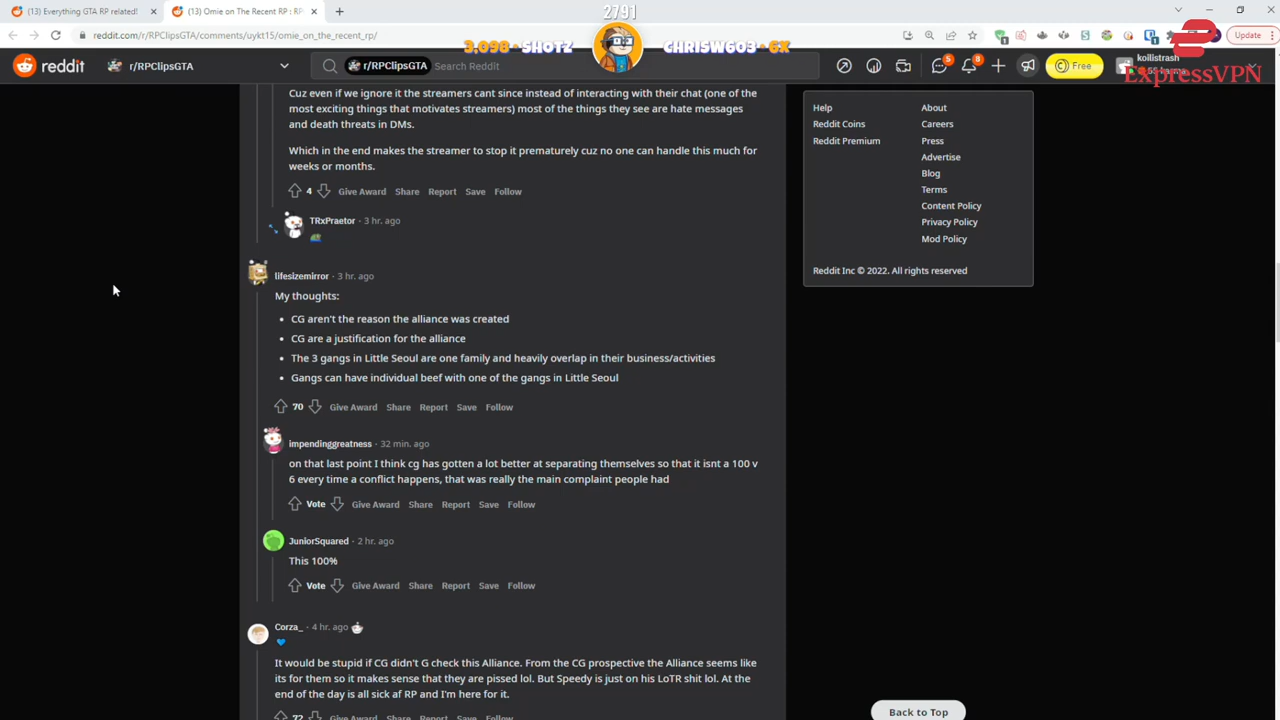 (13) Everything GTA RP related!
(13) Omie on The Recent RP : RP
2791
reddit.com/r/RPClipsGTA/comments/uykt15/omie_on_the_recent_rp/
Update
3,098 - SHOTZ
CHRISWG03 - 6X
reddit
r/RPClipsGTA
r/RPClipsGTA
Search Reddit
5
8
Free
kollistrash
ExpressVPN
Cuz even if we ignore it the streamers cant since instead of interacting with their chat (one of the
most exciting things that motivates streamers) most of the things they see are hate messages
and death threats in DMs.
Which in the end makes the streamer to stop it prematurely cuz no one can handle this much for
weeks or months.
4 Give Award Share Report Save Follow
TRxPraetor · 3 hr. ago
lifesizemirror · 3 hr. ago
My thoughts:
• CG aren't the reason the alliance was created
• CG are a justification for the alliance
• The 3 gangs in Little Seoul are one family and heavily overlap in their business/activities
• Gangs can have individual beef with one of the gangs in Little Seoul
70 Give Award Share Report Save Follow
impendinggreatness · 32 min. ago
on that last point I think cg has gotten a lot better at separating themselves so that it isnt a 100 v
6 every time a conflict happens, that was really the main complaint people had
Vote Give Award Share Report Save Follow
JuniorSquared · 2 hr. ago
This 100%
Vote Give Award Share Report Save Follow
Corza_ · 4 hr. ago
It would be stupid if CG didn't G check this Alliance. From the CG prospective the Alliance seems like
its for them so it makes sense that they are pissed lol. But Speedy is just on his LoTR shit lol. At the
end of the day is all sick af RP and I'm here for it.
72 Give Award Share Report Save Follow
Help
About
Reddit Coins
Careers
Reddit Premium
Press
Advertise
Blog
Terms
Content Policy
Privacy Policy
Mod Policy
Reddit Inc © 2022. All rights reserved
Back to Top